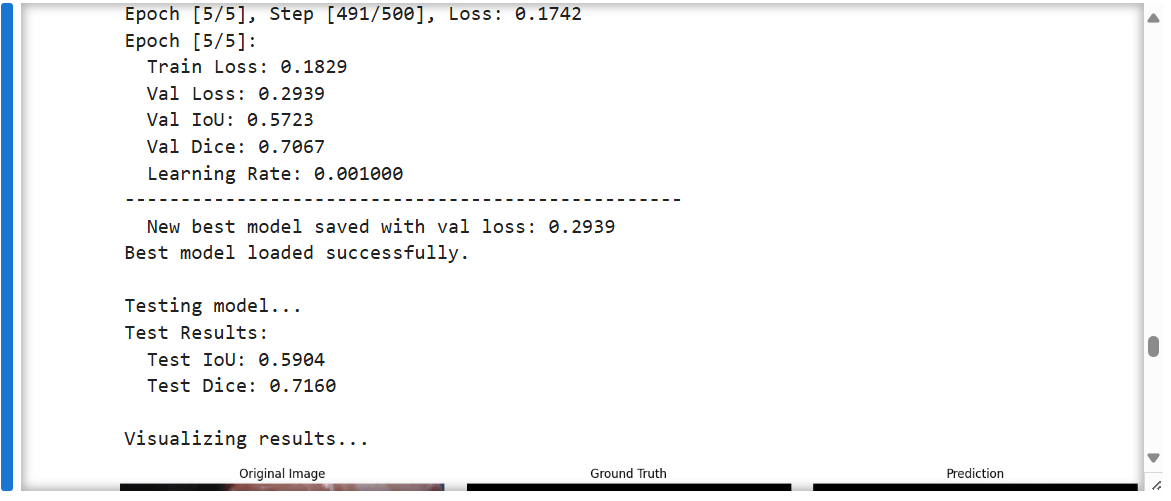 Epoch [5/5], Step [491/500], Loss: 0.1742
Epoch [5/5]:
  Train Loss: 0.1829
  Val Loss: 0.2939
  Val IoU: 0.5723
  Val Dice: 0.7067
  Learning Rate: 0.001000
--------------------------------------------------
  New best model saved with val loss: 0.2939
Best model loaded successfully.

Testing model...
Test Results:
  Test IoU: 0.5904
  Test Dice: 0.7160

Visualizing results...
Original Image Ground Truth Prediction